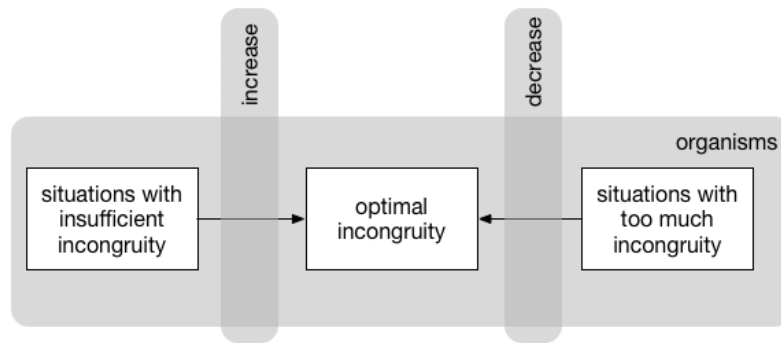 increase
decrease
organisms
situations with
insufficient
incongruity
optimal
incongruity
situations with
too much
incongruity